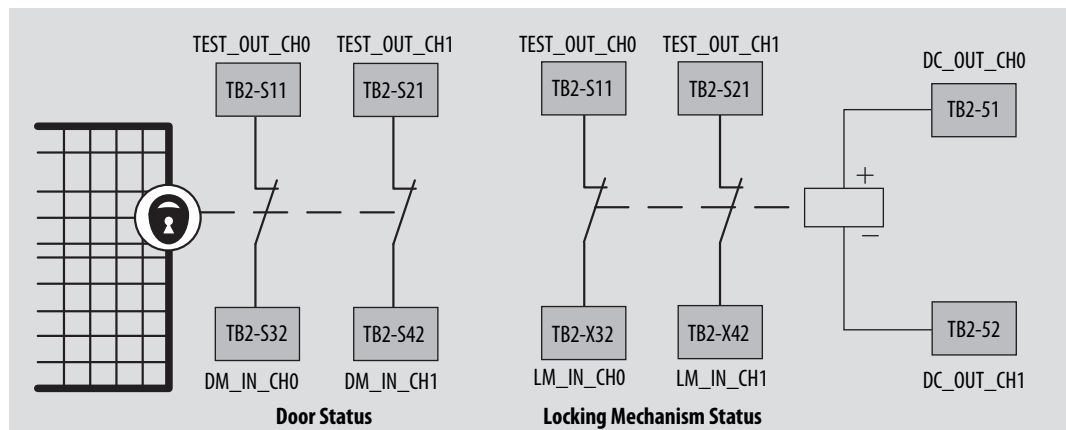 TEST_OUT_CH0 TEST_OUT_CH1 TEST_OUT_CH0 TEST_OUT_CH1
DC_OUT_CH0
TB2-S11 TB2-S21 TB2-S11 TB2-S21
TB2-51
+
–
TB2-S32 TB2-S42 TB2-X32 TB2-X42
TB2-52
DM_IN_CH0 DM_IN_CH1 LM_IN_CH0 LM_IN_CH1
DC_OUT_CH1
Door Status Locking Mechanism Status